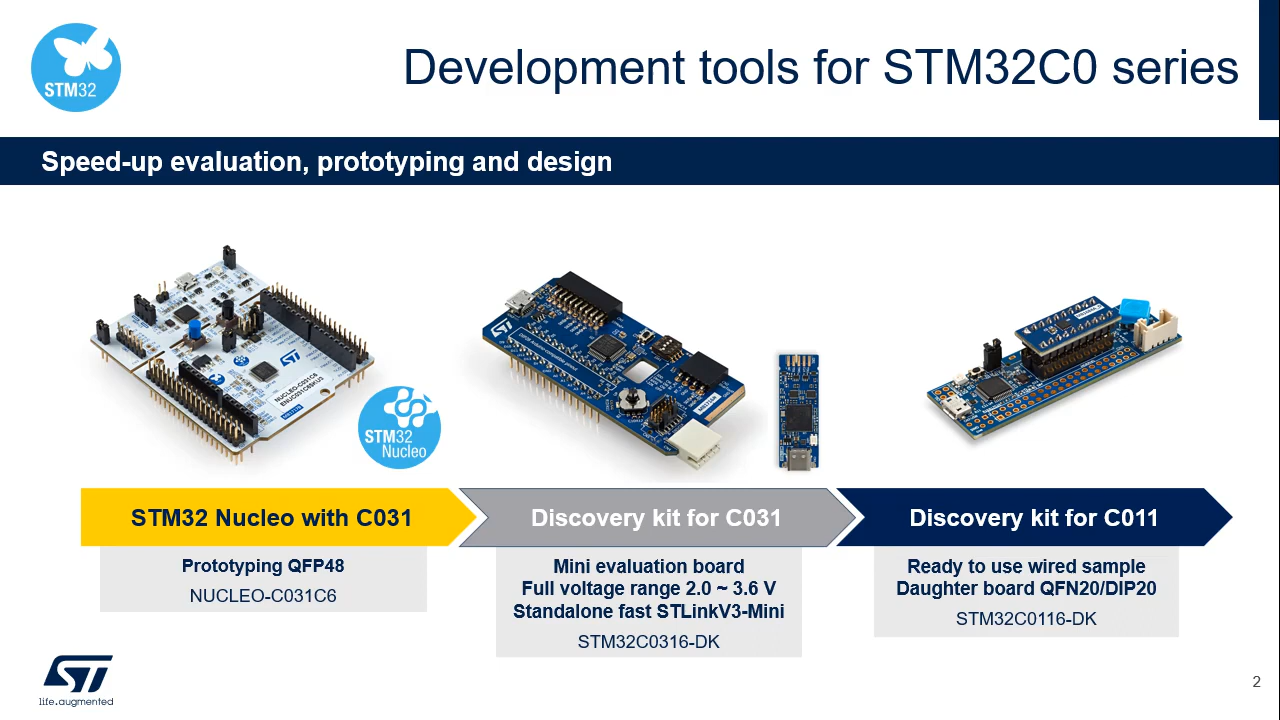 STM32
Development tools for STM32C0 series
Speed-up evaluation, prototyping and design
NUCLEO-C031C6
STM32
Nucleo
STM32 Nucleo with C031
Prototyping QFP48
NUCLEO-C031C6
Discovery kit for C031
Mini evaluation board
Full voltage range 2.0 ~ 3.6 V
Standalone fast STLinkV3-Mini
STM32C0316-DK
Discovery kit for C011
Ready to use wired sample
Daughter board QFN20/DIP20
STM32C0116-DK
ST
life.augmented
2